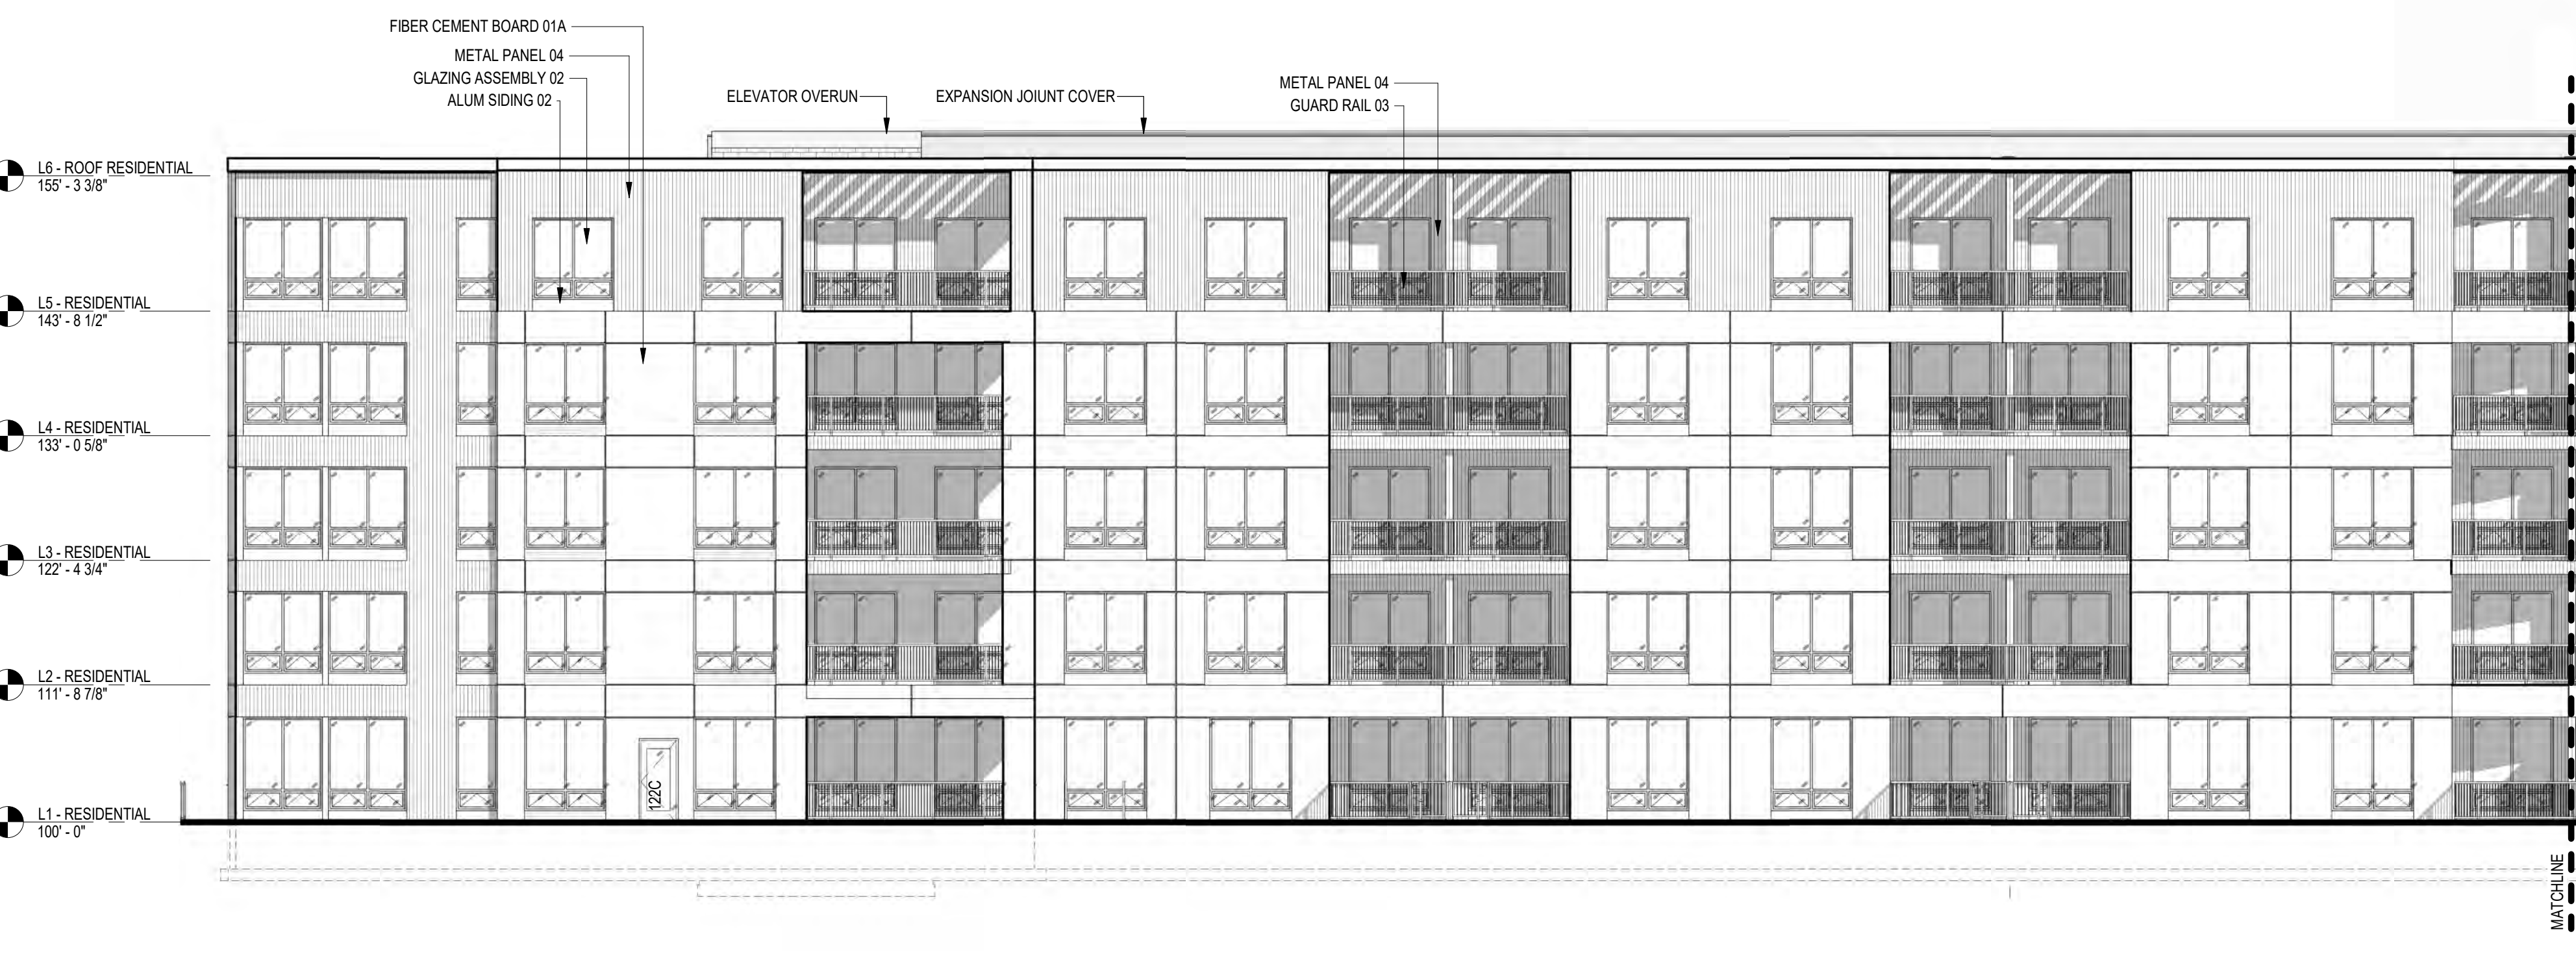 FIBER CEMENT BOARD 01A
METAL PANEL 04
GLAZING ASSEMBLY 02
ALUM SIDING 02
ELEVATOR OVERUN
EXPANSION JOIUNT COVER
METAL PANEL 04
GUARD RAIL 03
L6 - ROOF RESIDENTIAL
155' - 3 3/8"
L5 - RESIDENTIAL
143' - 8 1/2"
L4 - RESIDENTIAL
133' - 0 5/8"
L3 - RESIDENTIAL
122' - 4 3/4"
L2 - RESIDENTIAL
111' - 8 7/8"
122C
L1 - RESIDENTIAL
100' - 0"
MATCHLINE